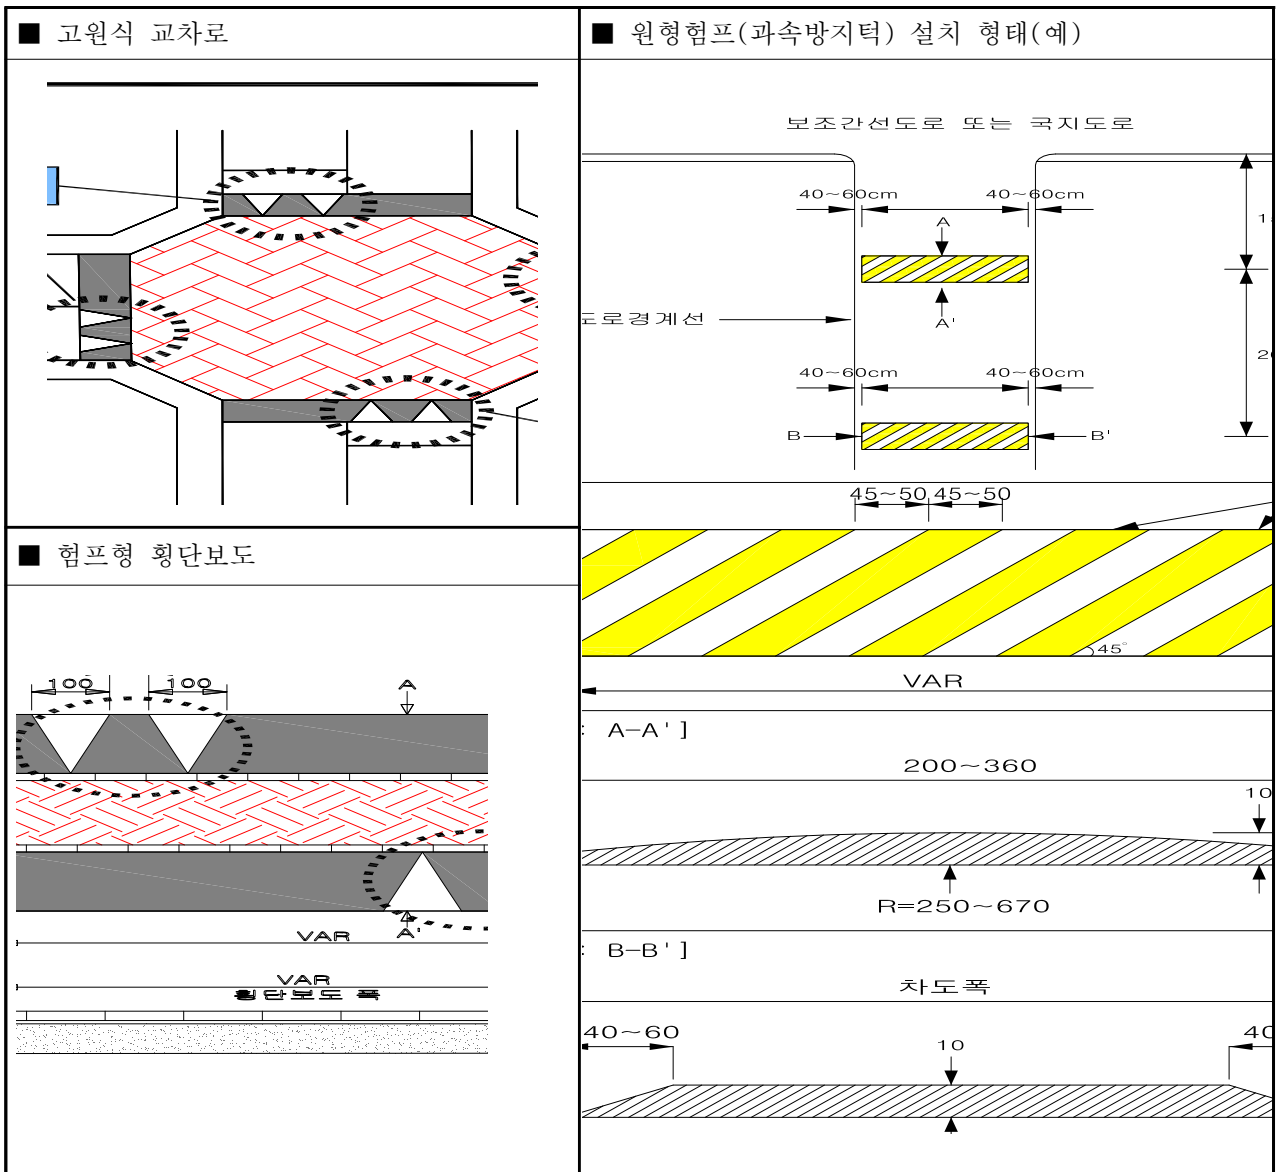 ■ 고원식 교차로
■ 험프형 횡단보도
100 100 A
A'
VAR
VAR
횡단보도 폭
■ 원형험프(과속방지턱) 설치 형태(예)
보조간선도로 또는 국지도로
40~60cm 40~60cm
A
A'
도로경계선
40~60cm 40~60cm
B B'
45~50 45~50
45°
VAR
A-A' ]
200~360
10
R=250~670
B-B' ]
차도폭
40~60
10